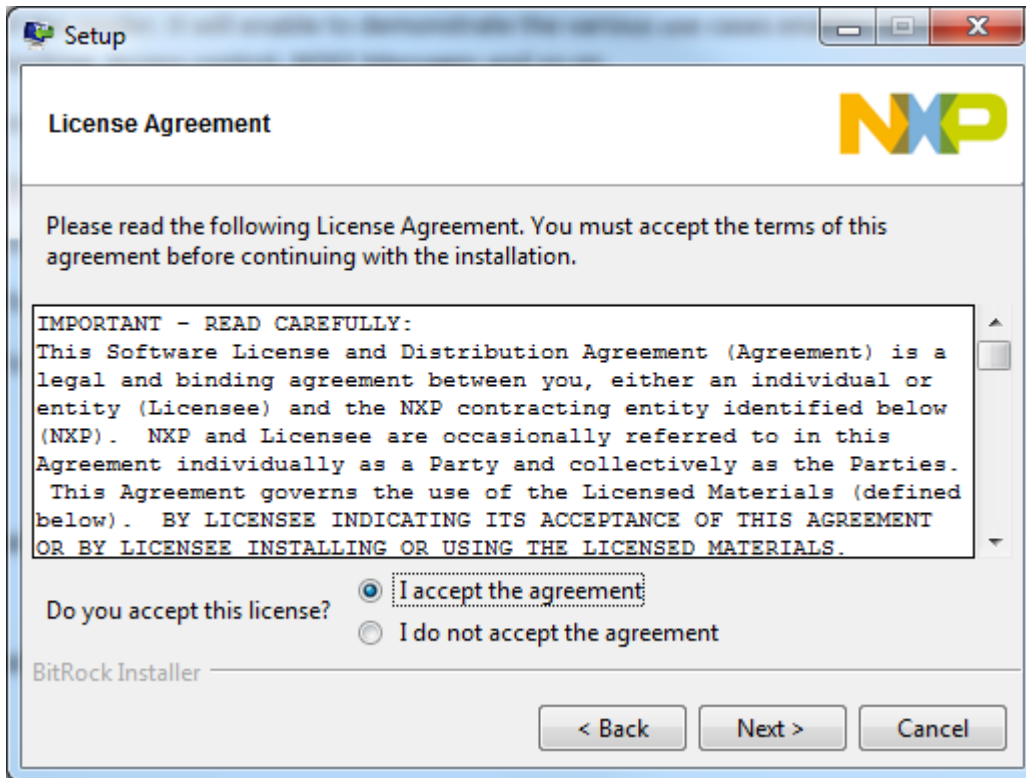 Setup
License Agreement
NXP
Please read the following License Agreement. You must accept the terms of this
agreement before continuing with the installation.
IMPORTANT - READ CAREFULLY:
This Software License and Distribution Agreement (Agreement) is a
legal and binding agreement between you, either an individual or
entity (Licensee) and the NXP contracting entity identified below
(NXP).  NXP and Licensee are occasionally referred to in this
Agreement individually as a Party and collectively as the Parties.
 This Agreement governs the use of the Licensed Materials (defined
below).  BY LICENSEE INDICATING ITS ACCEPTANCE OF THIS AGREEMENT
OR BY LICENSEE INSTALLING OR USING THE LICENSED MATERIALS.
Do you accept this license?
I accept the agreement
I do not accept the agreement
BitRock Installer
< Back
Next >
Cancel